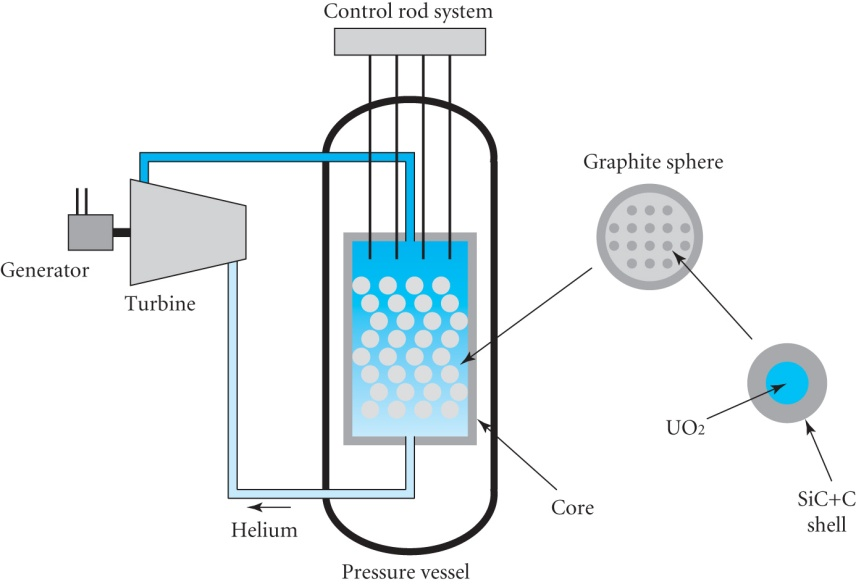 Control rod system
Graphite sphere
Generator
Turbine
UO₂
SiC+C
shell
Core
Helium
Pressure vessel